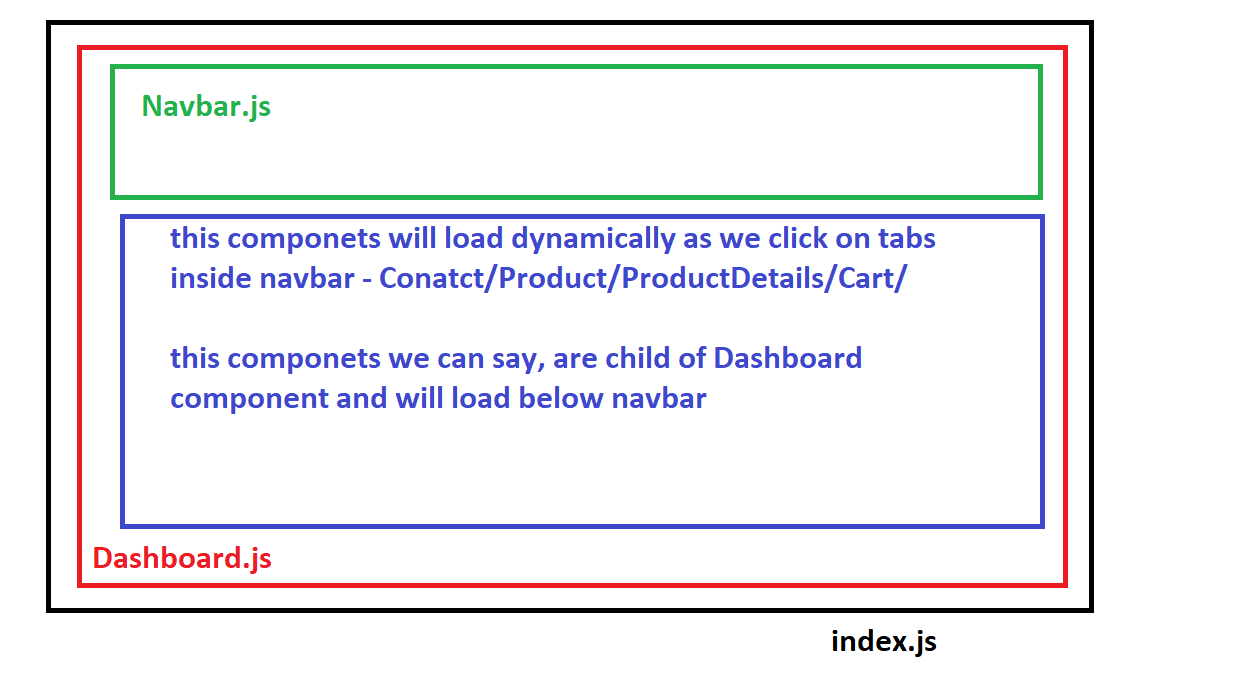 Navbar.js
this componets will load dynamically as we click on tabs
inside navbar - Conatct/Product/ProductDetails/Cart/
this componets we can say, are child of Dashboard
component and will load below navbar
Dashboard.js
index.js